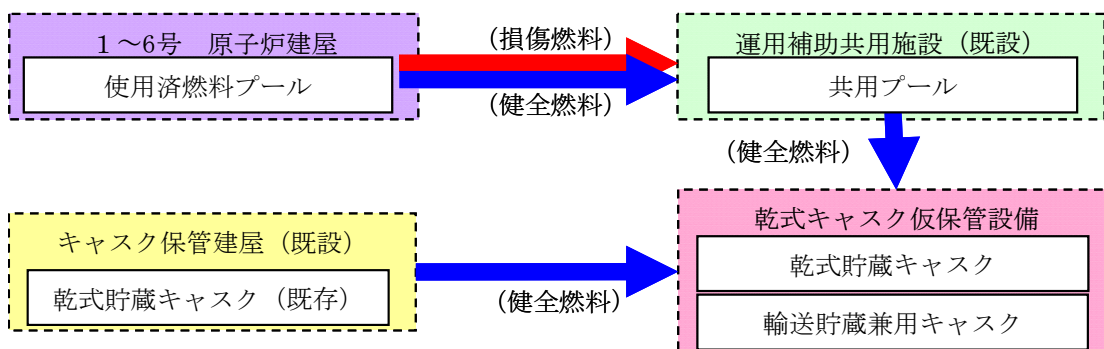 １～6号　原子炉建屋
使用済燃料プール
（損傷燃料）
（健全燃料）
運用補助共用施設（既設）
共用プール
（健全燃料）
キャスク保管建屋（既設）
乾式貯蔵キャスク（既存）
（健全燃料）
乾式キャスク仮保管設備
乾式貯蔵キャスク
輸送貯蔵兼用キャスク